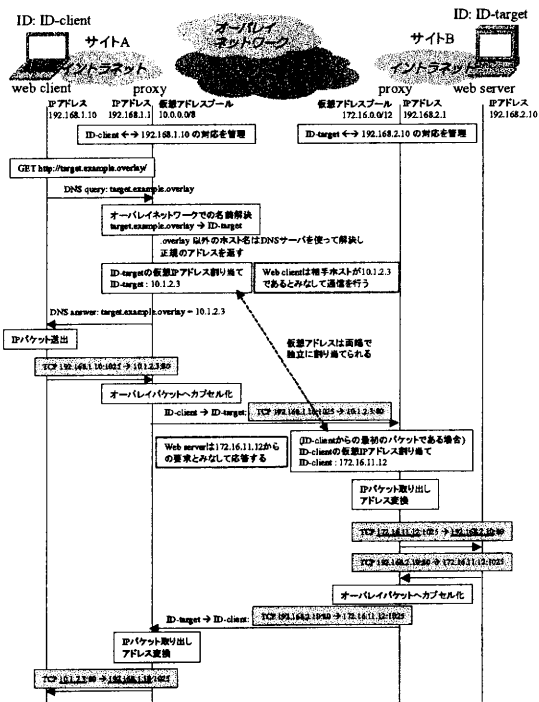 ID: ID-client
サイトA
オーバレイ
ネットワーク
サイトB
ID: ID-target
イントラネット
イントラネット
web client
proxy
proxy
web server
IPアドレス
192.168.1.10
IPアドレス
192.168.1.1
仮想アドレスプール
10.0.0.0/8
仮想アドレスプール
172.16.0.0/12
IPアドレス
192.168.2.1
IPアドレス
192.168.2.10
ID-client ←→ 192.168.1.10 の対応を管理
ID-target ←→ 192.168.2.10 の対応を管理
GET http://target.example.overlay/
DNS query: target.example.overlay
オーバレイネットワークでの名前解決
target.example.overlay → ID-target
.overlay 以外のホスト名はDNSサーバを使って解決し
正規のアドレスを返す
ID-targetの仮想IPアドレス割り当て
ID-target : 10.1.2.3
Web clientは相手ホストが10.1.2.3
であるとみなして通信を行う
DNS answer: target.example.overlay = 10.1.2.3
IPパケット送出
仮想アドレスは両端で
独立に割り当てられる
TCP 192.168.1.10:1025 → 10.1.2.3:80
オーバレイパケットへカプセル化
ID-client → ID-target: TCP 192.168.1.10:1025 → 10.1.2.3:80
Web serverは172.16.11.12から
の要求とみなして応答する
(ID-clientからの最初のパケットである場合)
ID-clientの仮想IPアドレス割り当て
ID-client : 172.16.11.12
IPパケット取り出し
アドレス変換
TCP 172.16.11.12:1025 → 192.168.2.10:80
TCP 192.168.2.10:80 → 172.16.11.12:1025
オーバレイパケットへカプセル化
ID-target → ID-client: TCP 192.168.2.10:80 → 172.16.11.12:1025
IPパケット取り出し
アドレス変換
TCP 10.1.2.3:80 → 192.168.1.10:1025